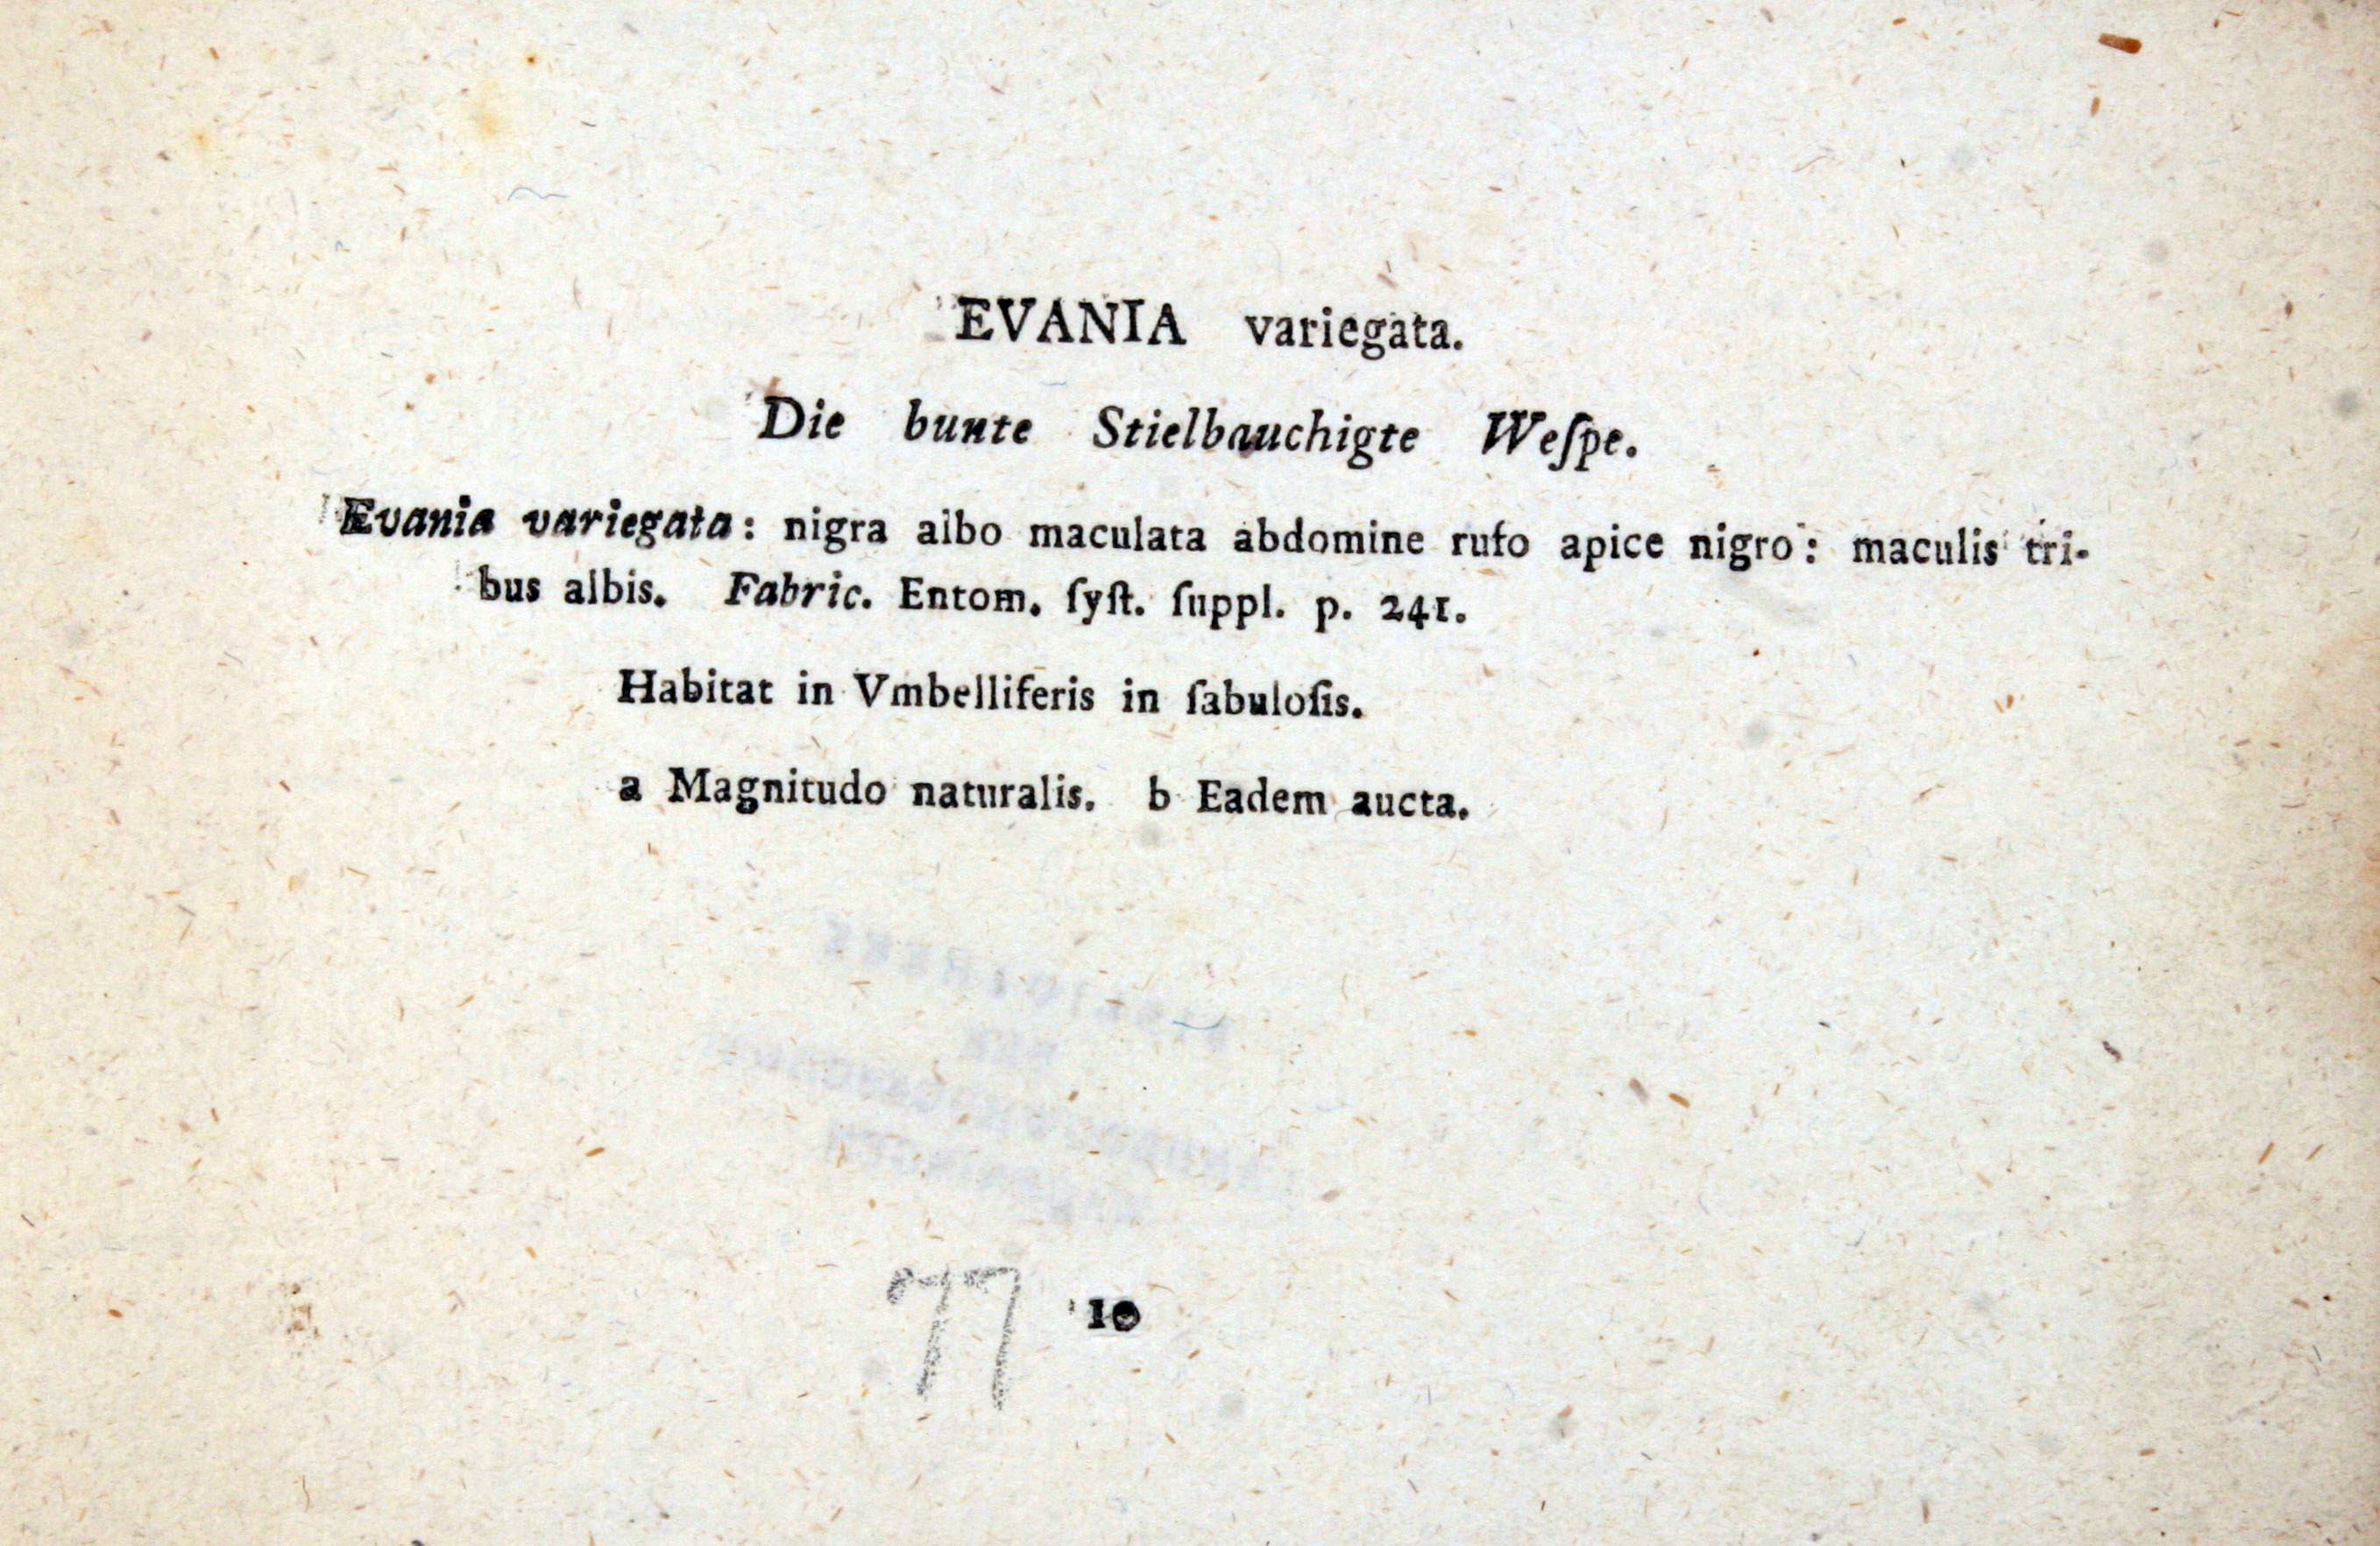 EVANIA variegata.
Die bunte Stielbauchigte Weſpe.
Evania variegata: nigra albo maculata abdomine rufo apice nigro: maculis tri-
bus albis. Fabric. Entom. ſyſt. ſuppl. p. 241.
Habitat in Vmbelliferis in ſabuloſis.
a Magnitudo naturalis. b Eadem aucta.
77 10